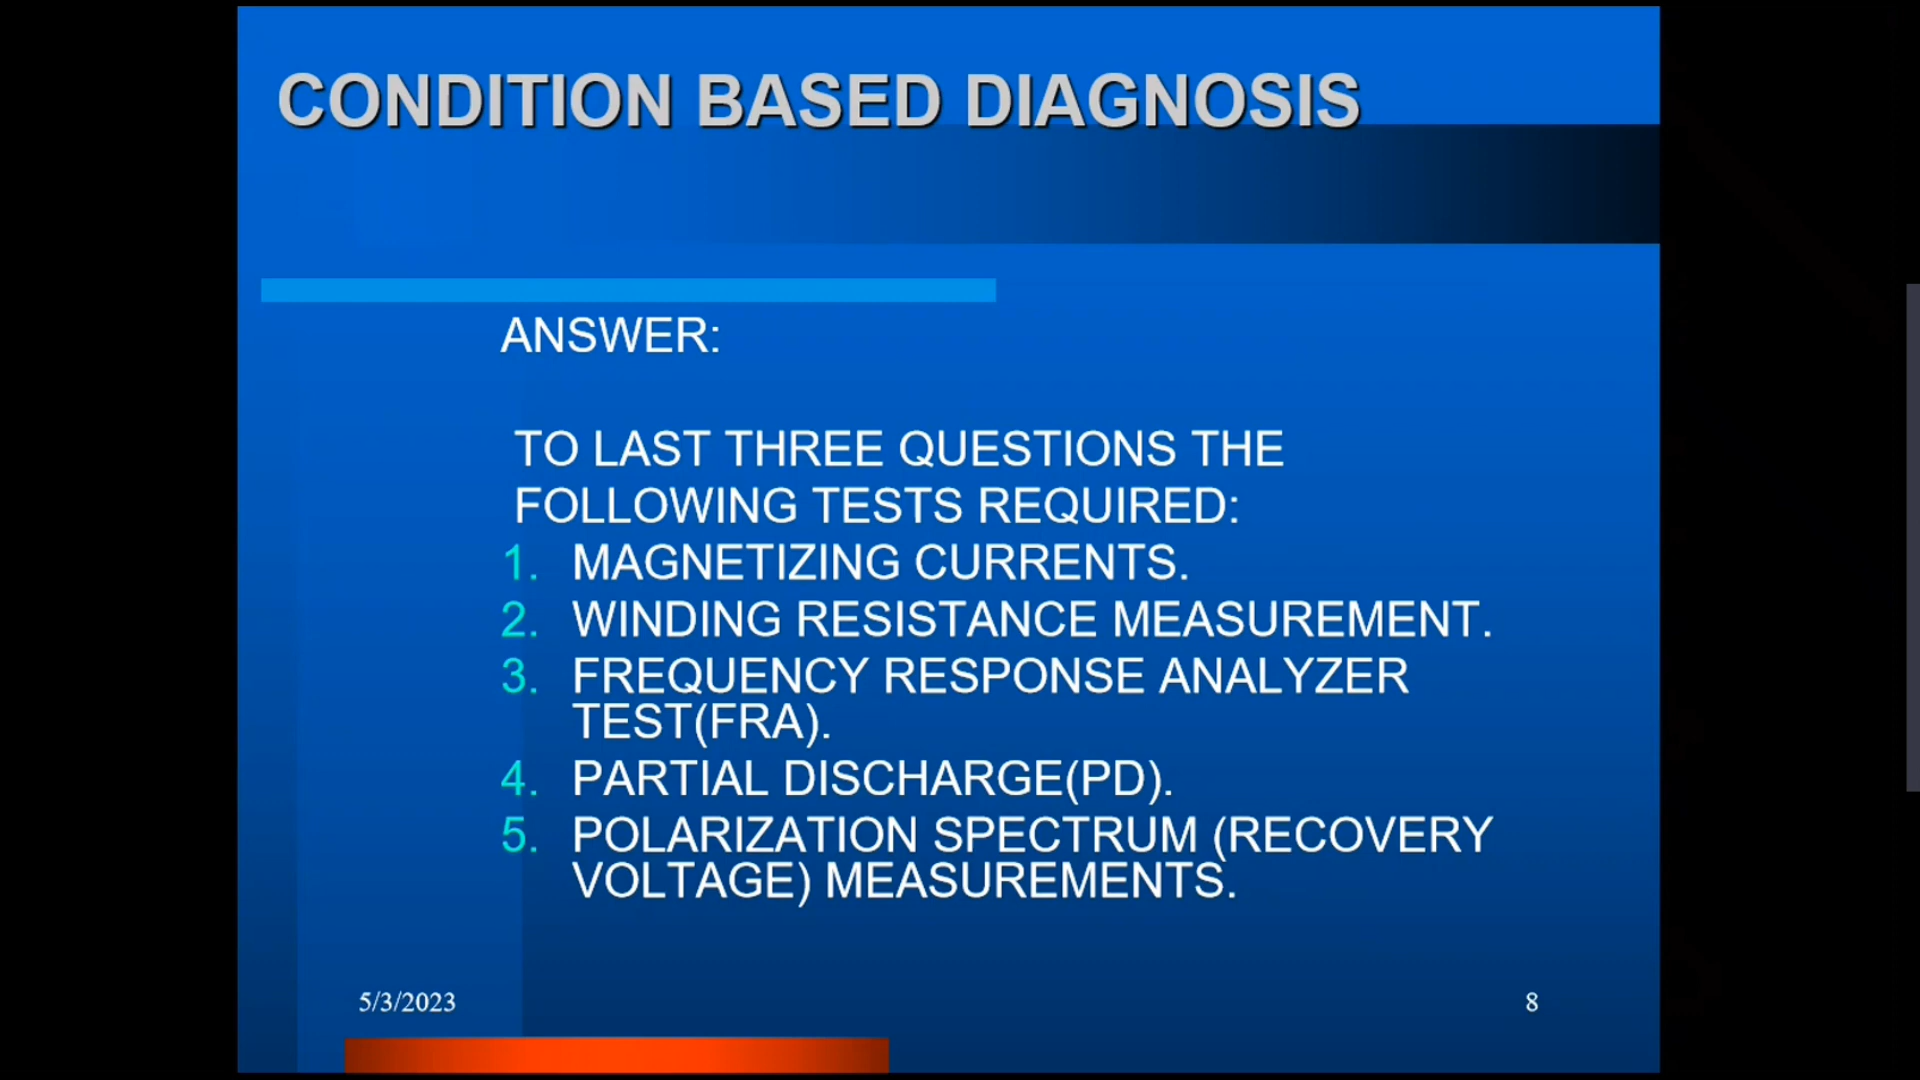 CONDITION BASED DIAGNOSIS
ANSWER:
TO LAST THREE QUESTIONS THE
FOLLOWING TESTS REQUIRED:
1. MAGNETIZING CURRENTS.
2. WINDING RESISTANCE MEASUREMENT.
3. FREQUENCY RESPONSE ANALYZER
TEST(FRA).
4. PARTIAL DISCHARGE(PD).
5. POLARIZATION SPECTRUM (RECOVERY
VOLTAGE) MEASUREMENTS.
5/3/2023
8